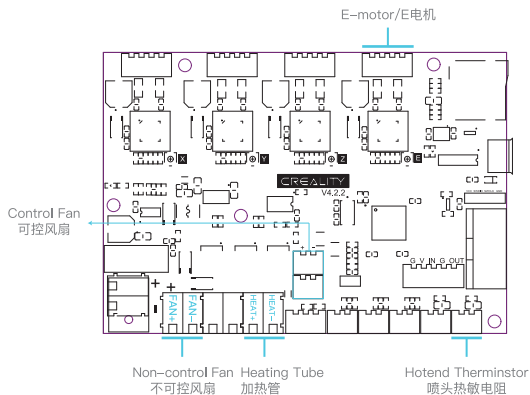 E-motor/E电机
X
Y
Z
E
CREALITY
V4.2.2
Control Fan
可控风扇
G V IN G OUT
+ +
-
FAN+
FAN-
HEAT+
HEAT-
Non-control Fan
不可控风扇
Heating Tube
加热管
Hotend Therminstor
喷头热敏电阻